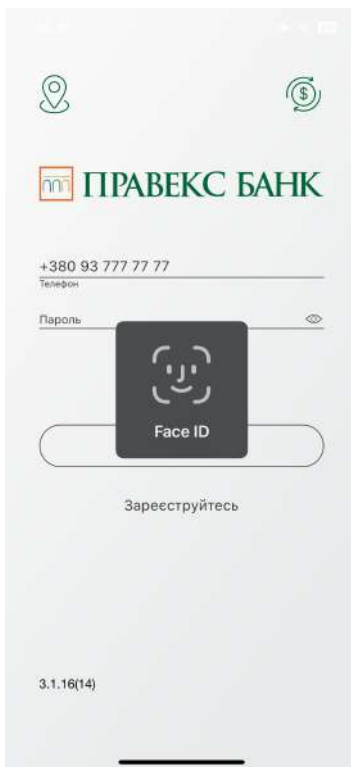 ПРАВЕКС БАНК
+380 93 777 77 77
Телефон
Пароль
Face ID
Зареєструйтесь
3.1.16(14)